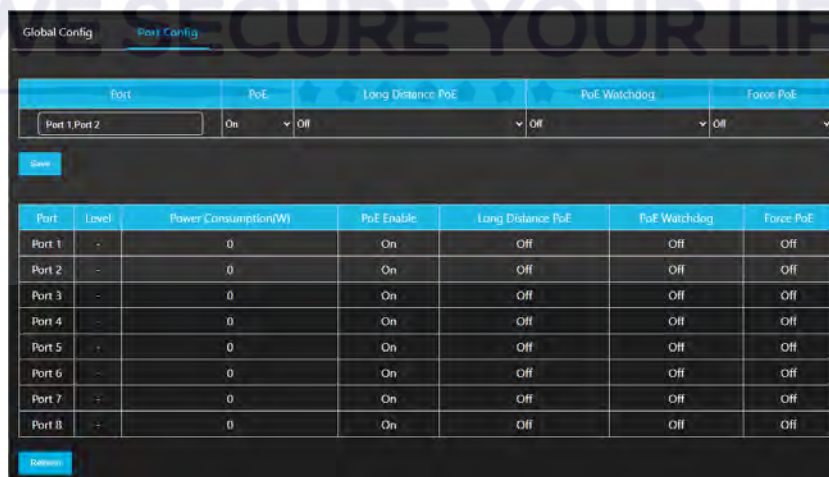 WE SECURE YOUR LIF
Global Config Port Config
Port PoE Long Distance PoE PoE Watchdog Force PoE
Port 1,Port 2 On Off Off Off
Save
Port Level Power Consumption(W) PoE Enable Long Distance PoE PoE Watchdog Force PoE
Port 1 - 0 On Off Off Off
Port 2 - 0 On Off Off Off
Port 3 - 0 On Off Off Off
Port 4 - 0 On Off Off Off
Port 5 - 0 On Off Off Off
Port 6 - 0 On Off Off Off
Port 7 - 0 On Off Off Off
Port 8 - 0 On Off Off Off